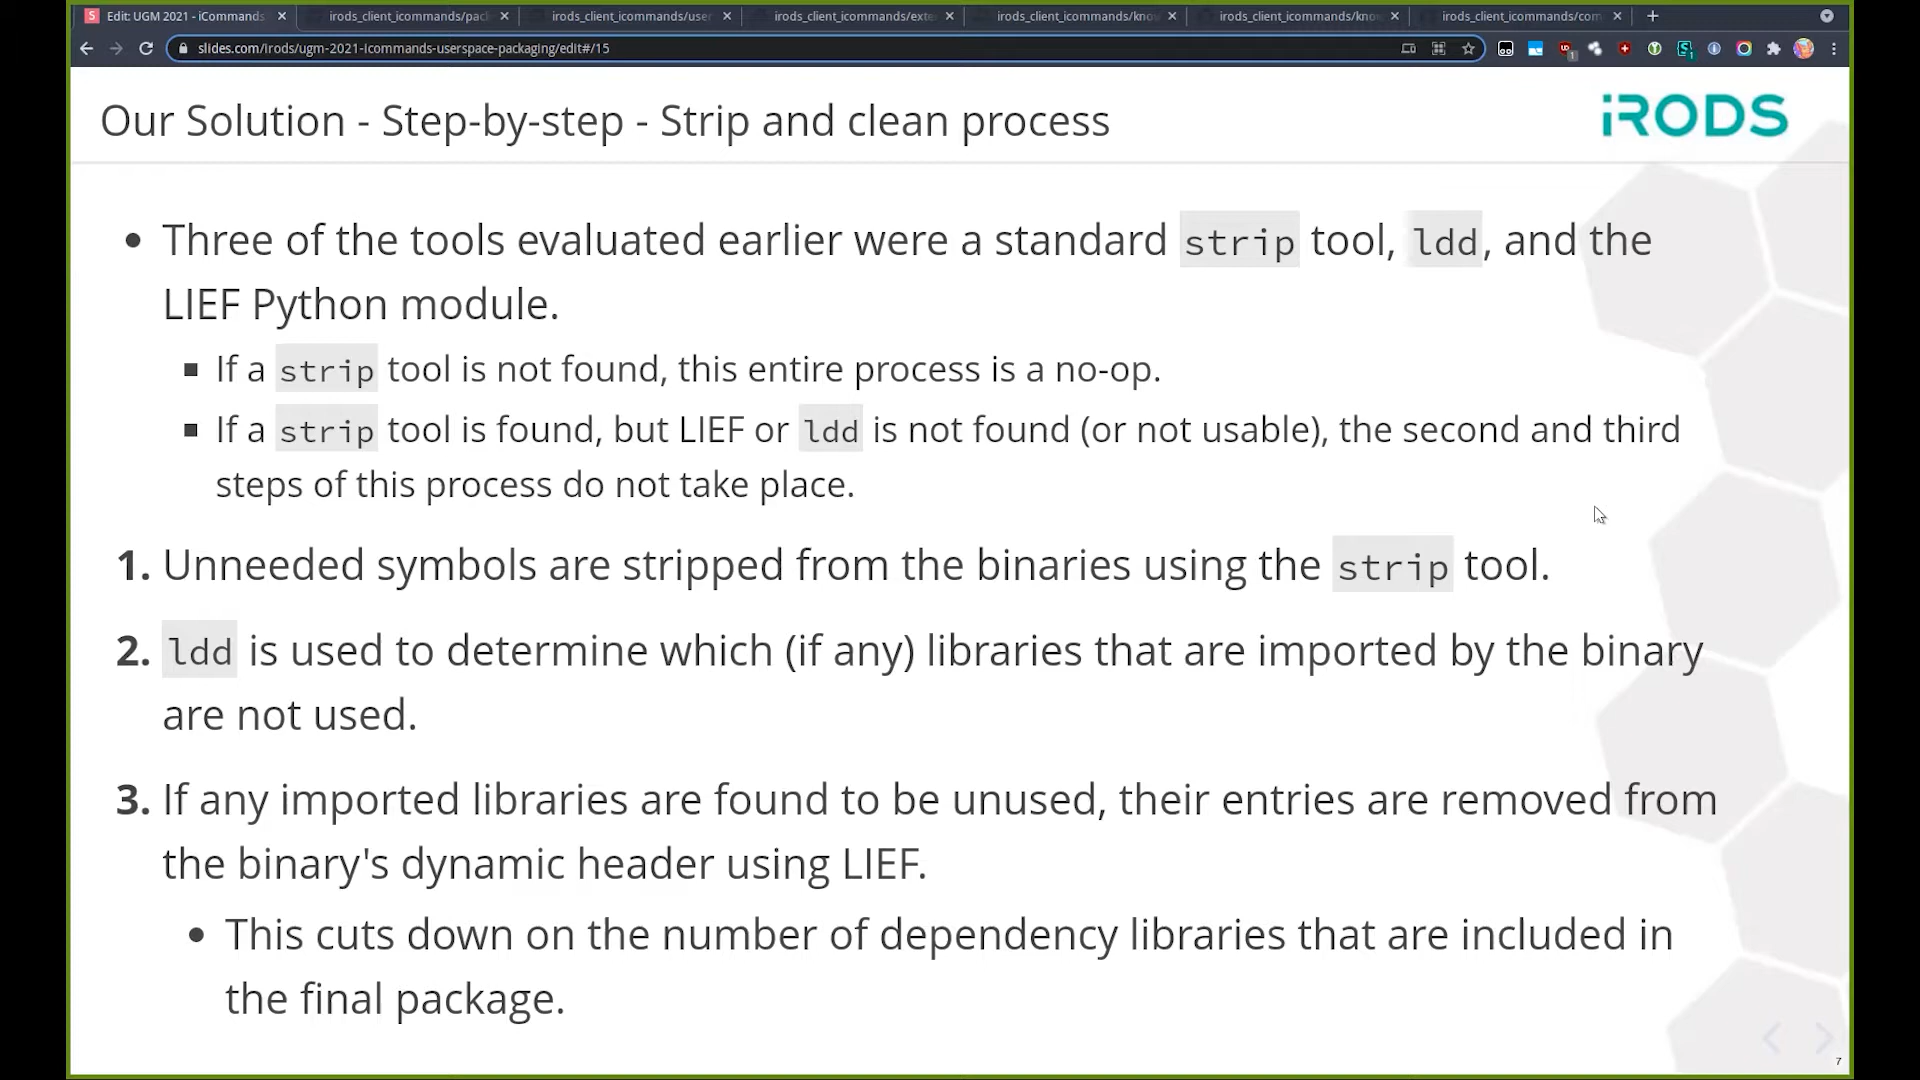 Edit: UGM 2021 - iCommands
irods_client_icommands/pac
irods_client_icommands/user
irods_client_icommands/exte
irods_client_icommands/kno
irods_client_icommands/kno
irods_client_icommands/com
slides.com/irods/ugm-2021-icommands-userspace-packaging/edit#/15
Our Solution - Step-by-step - Strip and clean process
iRODS
• Three of the tools evaluated earlier were a standard strip tool, ldd, and the
LIEF Python module.
▪ If a strip tool is not found, this entire process is a no-op.
▪ If a strip tool is found, but LIEF or ldd is not found (or not usable), the second and third
steps of this process do not take place.
1. Unneeded symbols are stripped from the binaries using the strip tool.
2. ldd is used to determine which (if any) libraries that are imported by the binary
are not used.
3. If any imported libraries are found to be unused, their entries are removed from
the binary's dynamic header using LIEF.
• This cuts down on the number of dependency libraries that are included in
the final package.
7